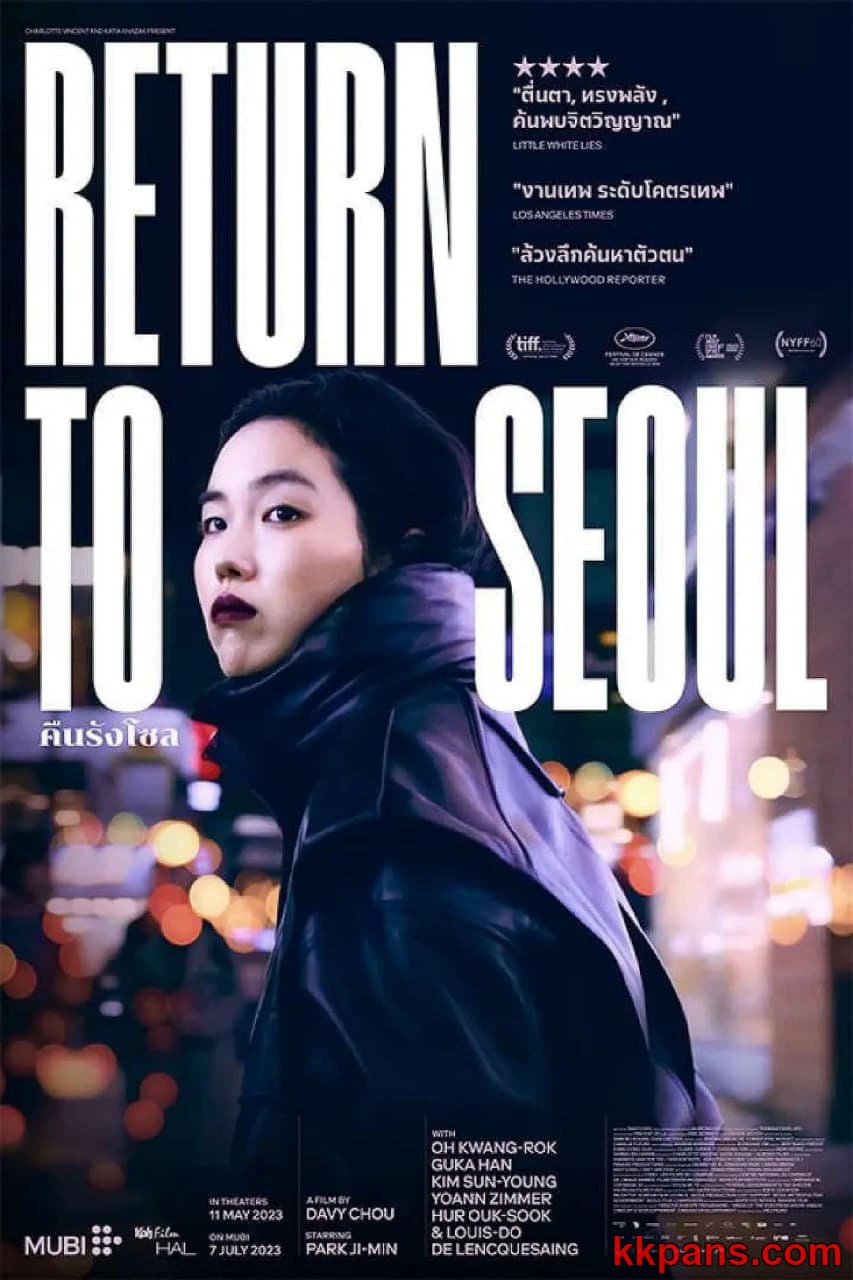 CHARLOTTE VINCENT AND KATIA KHAZAK PRESENT
RETURN
TO SEOUL
★★★★
"ตื่นตา, ทรงพลัง ,
ค้นพบจิตวิญญาณ"
LITTLE WHITE LIES
"งานเทพ ระดับโคตรเทพ"
LOS ANGELES TIMES
"ล้วงลึกค้นหาตัวตน"
THE HOLLYWOOD REPORTER
tiff
FESTIVAL DE CANNES
NYFF60
คืนรังโซล
MUBI
HAL
IN THEATERS
11 MAY 2023
ON MUBI
7 JULY 2023
A FILM BY
DAVY CHOU
STARRING
PARK JI-MIN
WITH
OH KWANG-ROK
GUKA HAN
KIM SUN-YOUNG
YOANN ZIMMER
HUR OUK-SOOK
& LOUIS-DO
DE LENCQUESAING
kkpans.com